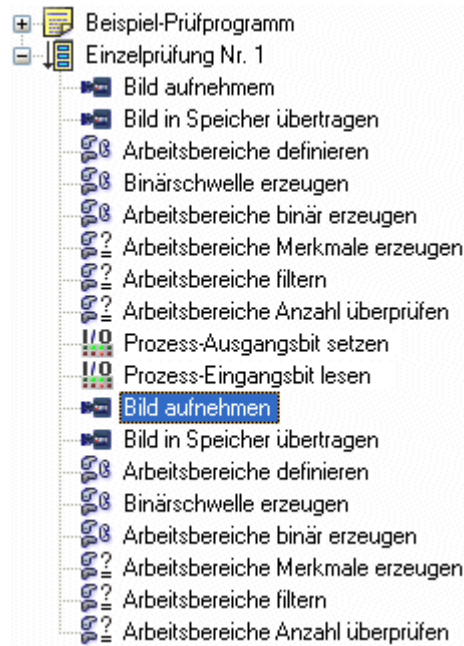 Beispiel-Prüfprogramm
Einzelprüfung Nr. 1
Bild aufnehmem
Bild in Speicher übertragen
Arbeitsbereiche definieren
Binärschwelle erzeugen
Arbeitsbereiche binär erzeugen
Arbeitsbereiche Merkmale erzeugen
Arbeitsbereiche filtern
Arbeitsbereiche Anzahl überprüfen
I/O Prozess-Ausgangsbit setzen
I/O Prozess-Eingangsbit lesen
Bild aufnehmen
Bild in Speicher übertragen
Arbeitsbereiche definieren
Binärschwelle erzeugen
Arbeitsbereiche binär erzeugen
Arbeitsbereiche Merkmale erzeugen
Arbeitsbereiche filtern
Arbeitsbereiche Anzahl überprüfen